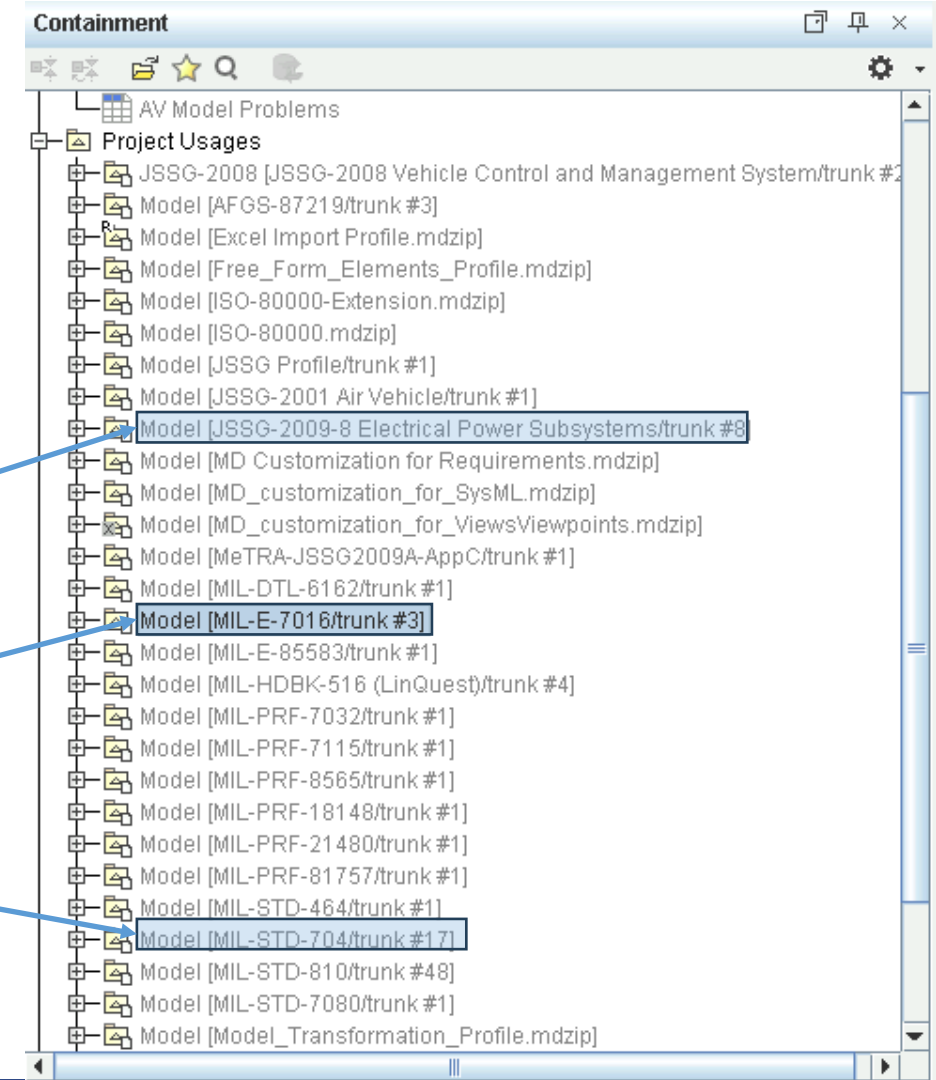 Containment
AV Model Problems
Project Usages
JSSG-2008 [JSSG-2008 Vehicle Control and Management System/trunk #2
Model [AFGS-87219/trunk #3]
Model [Excel Import Profile.mdzip]
Model [Free_Form_Elements_Profile.mdzip]
Model [ISO-80000-Extension.mdzip]
Model [ISO-80000.mdzip]
Model [JSSG Profile/trunk #1]
Model [JSSG-2001 Air Vehicle/trunk #1]
Model [JSSG-2009-8 Electrical Power Subsystems/trunk #8]
Model [MD Customization for Requirements.mdzip]
Model [MD_customization_for_SysML.mdzip]
Model [MD_customization_for_ViewsViewpoints.mdzip]
Model [MeTRA-JSSG2009A-AppC/trunk #1]
Model [MIL-DTL-6162/trunk #1]
Model [MIL-E-7016/trunk #3]
Model [MIL-E-85583/trunk #1]
Model [MIL-HDBK-516 (LinQuest)/trunk #4]
Model [MIL-PRF-7032/trunk #1]
Model [MIL-PRF-7115/trunk #1]
Model [MIL-PRF-8565/trunk #1]
Model [MIL-PRF-18148/trunk #1]
Model [MIL-PRF-21480/trunk #1]
Model [MIL-PRF-81757/trunk #1]
Model [MIL-STD-464/trunk #1]
Model [MIL-STD-704/trunk #17]
Model [MIL-STD-810/trunk #48]
Model [MIL-STD-7080/trunk #1]
Model [Model_Transformation_Profile.mdzip]